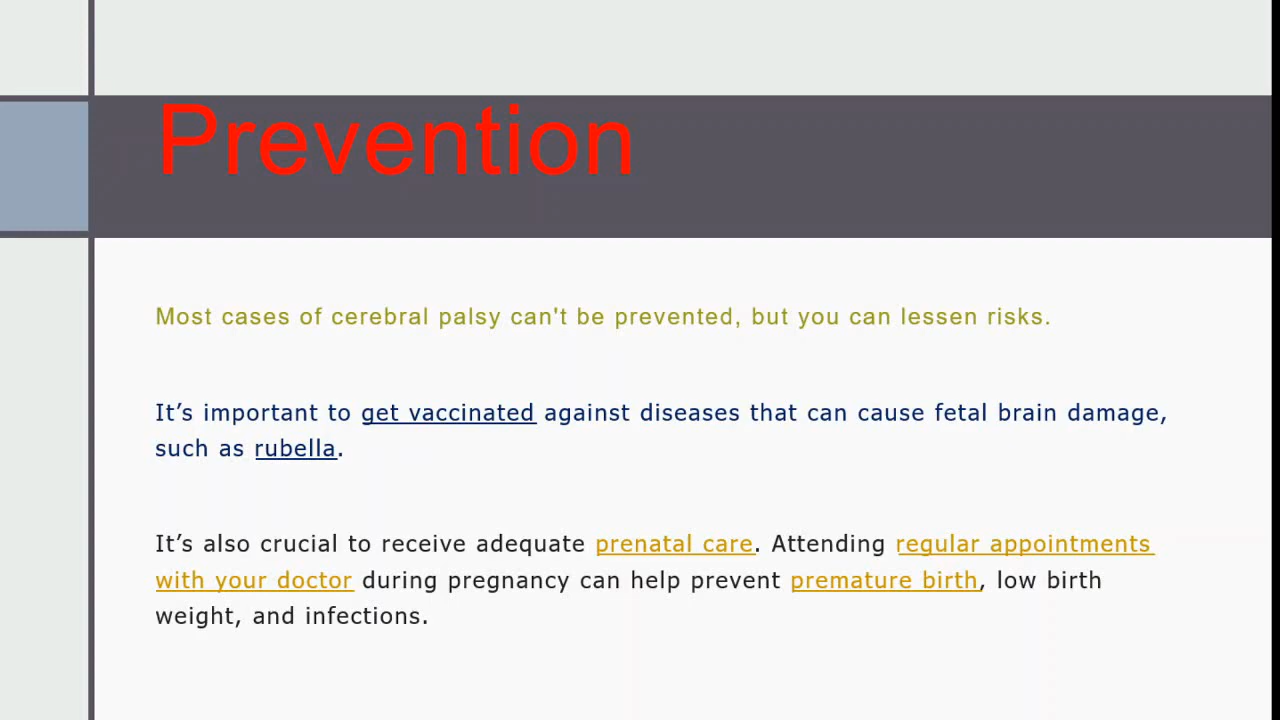 Prevention
Most cases of cerebral palsy can't be prevented, but you can lessen risks.
It’s important to get vaccinated against diseases that can cause fetal brain damage,
such as rubella.
It’s also crucial to receive adequate prenatal care. Attending regular appointments
with your doctor during pregnancy can help prevent premature birth, low birth
weight, and infections.